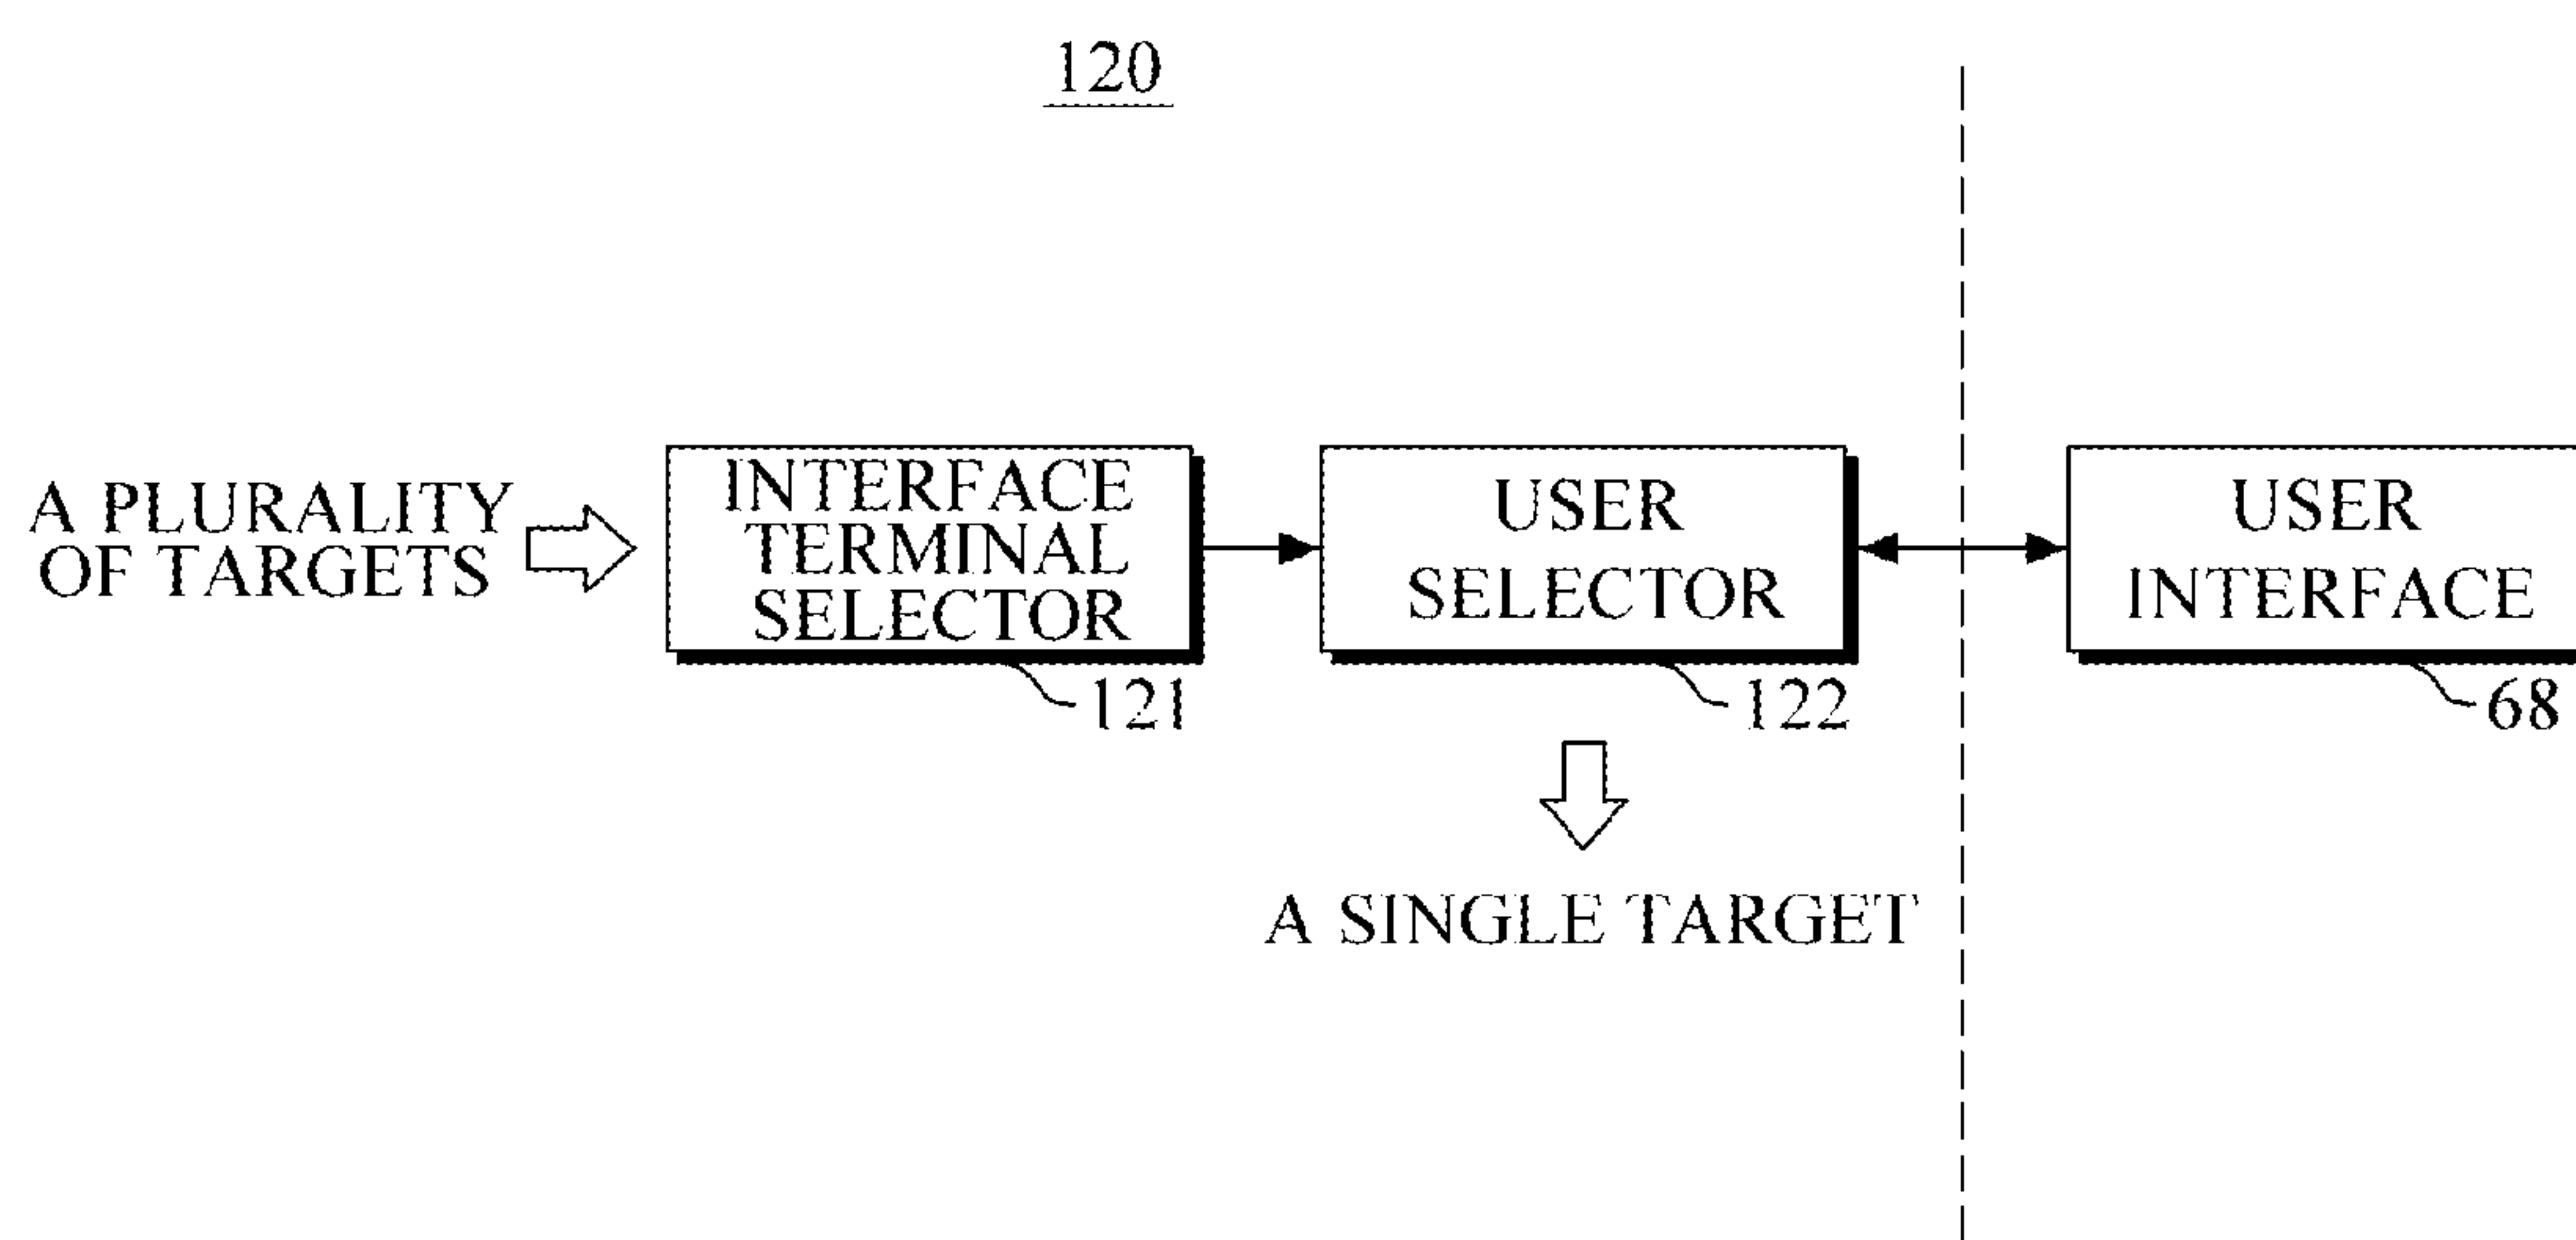 120
A PLURALITY
OF TARGETS
INTERFACE
TERMINAL
SELECTOR
121
USER
SELECTOR
122
USER
INTERFACE
68
A SINGLE TARGET